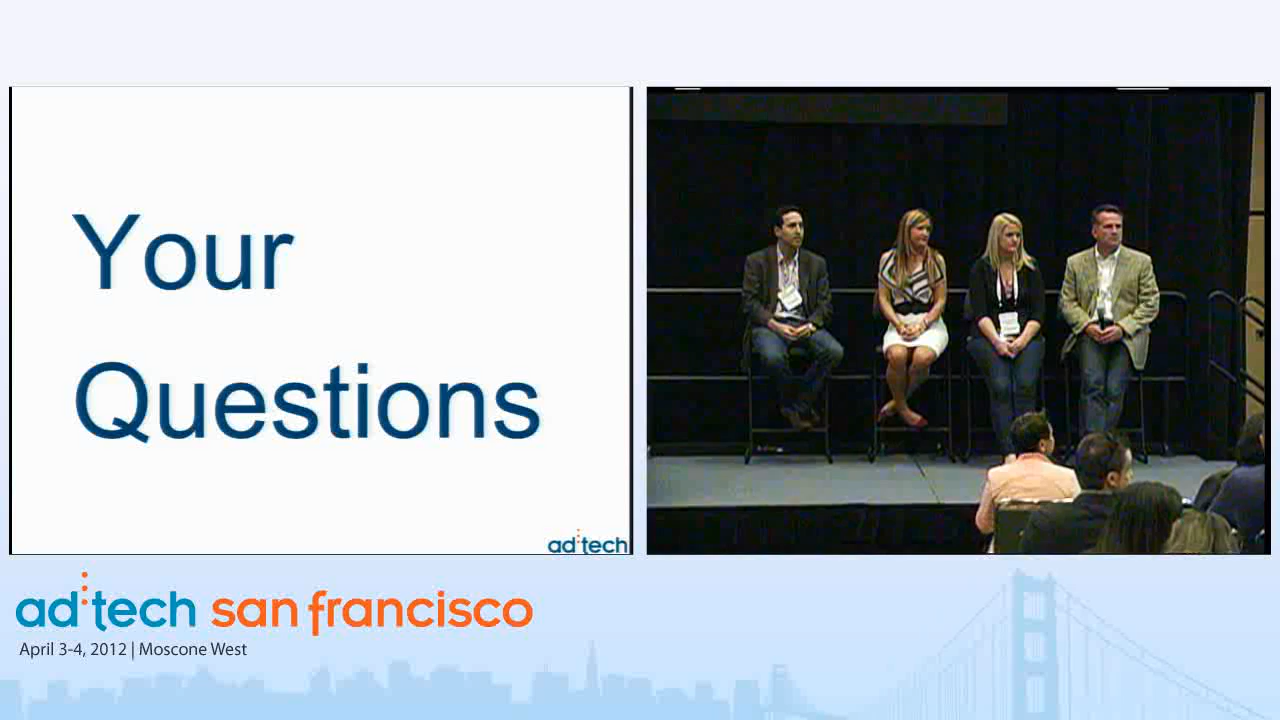 Your
Questions
ad:tech
ad:tech san francisco
April 3-4, 2012 | Moscone West